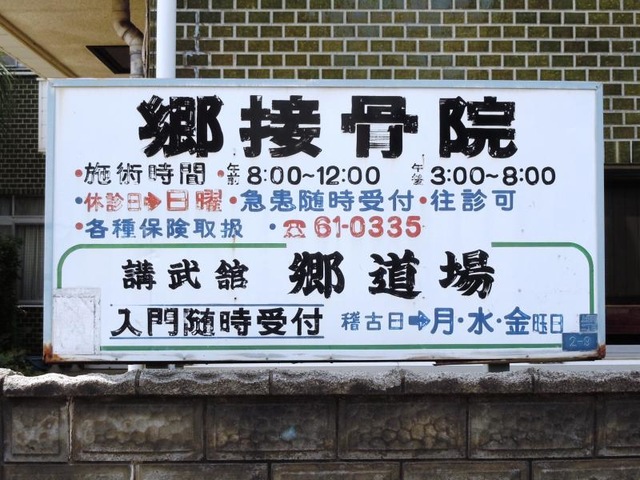 郷接骨院
・施術時間・午前8:00~12:00 午後3:00~8:00
・休診日➡日曜・急患随時受付・往診可
・各種保険取扱 ・☎61-0335
講武舘 郷道場
入門随時受付 稽古日➡月・水・金曜日
2-9